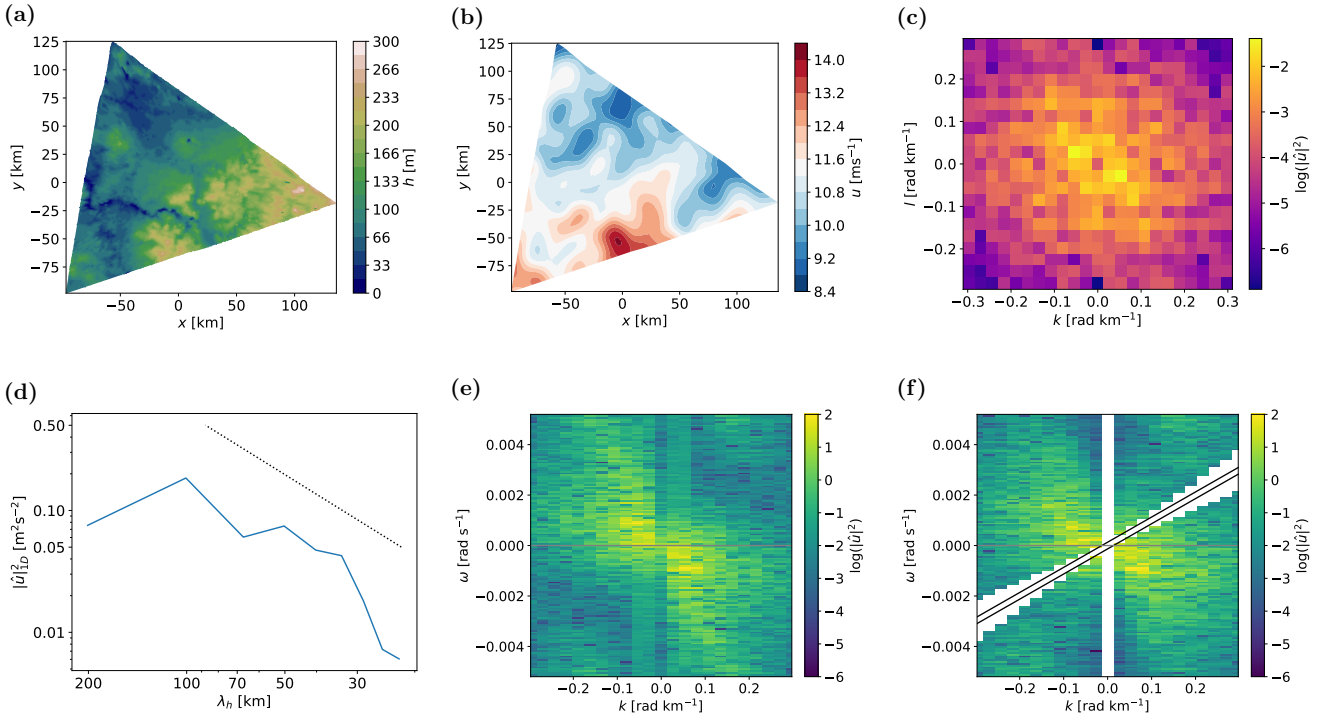 (a)
125
100
75
50
25
0
−25
−50
−75
y [km]
−50 0 50 100
x [km]
300
266
233
200
166
133
100
66
33
0
h [m]
(b)
125
100
75
50
25
0
−25
−50
−75
y [km]
−50 0 50 100
x [km]
14.0
13.2
12.4
11.6
10.8
10.0
9.2
8.4
u [ms−1]
(c)
0.2
0.1
0.0
−0.1
−0.2
l [rad km−1]
−0.3 −0.2 −0.1 0.0 0.1 0.2 0.3
k [rad km−1]
−2
−3
−4
−5
−6
log(|û|2)
(d)
0.50
0.10
0.05
0.01
|û|21D [m2s−2]
200 100 70 50 30
λh [km]
(e)
0.004
0.002
0.000
−0.002
−0.004
ω [rad s−1]
−0.2 −0.1 0.0 0.1 0.2
k [rad km−1]
2
1
0
−1
−2
−3
−4
−5
−6
log(|û|2)
(f)
0.004
0.002
0.000
−0.002
−0.004
ω [rad s−1]
−0.2 −0.1 0.0 0.1 0.2
k [rad km−1]
2
1
0
−1
−2
−3
−4
−5
−6
log(|û|2)